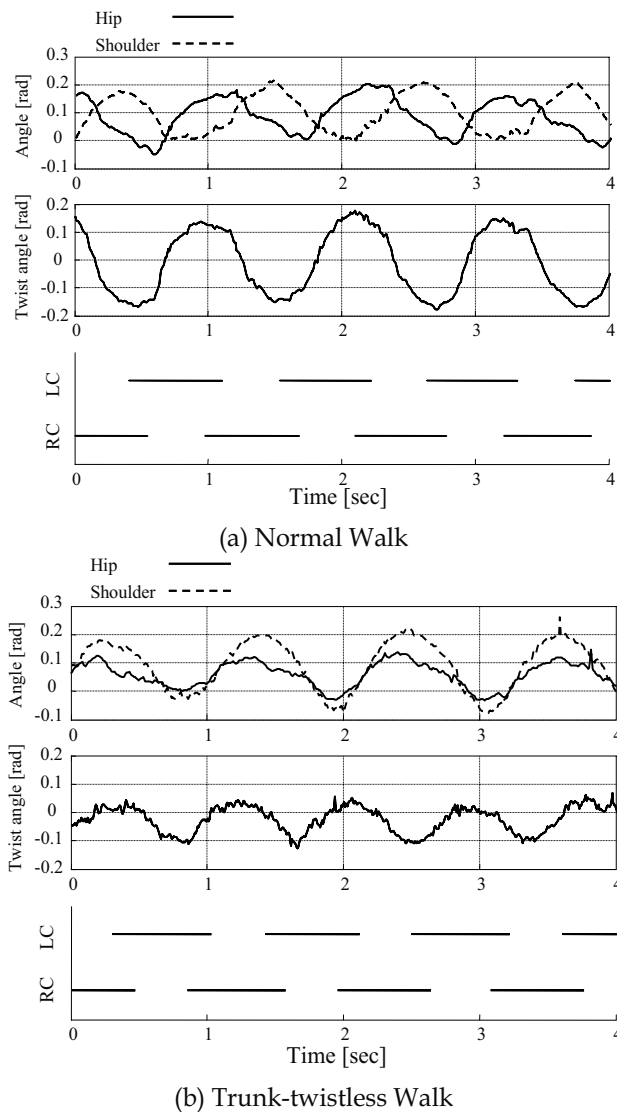 Hip
Shoulder
0.3
0.2
0.1
0
-0.1
Angle [rad]
0 1 2 3 4
0.2
0.1
0
-0.1
-0.2
Twist angle [rad]
0 1 2 3 4
LC
RC
0 1 2 3 4
Time [sec]
(a) Normal Walk
Hip
Shoulder
0.3
0.2
0.1
0
-0.1
Angle [rad]
0 1 2 3 4
0.2
0.1
0
-0.1
-0.2
Twist angle [rad]
0 1 2 3 4
LC
RC
0 1 2 3 4
Time [sec]
(b) Trunk-twistless Walk